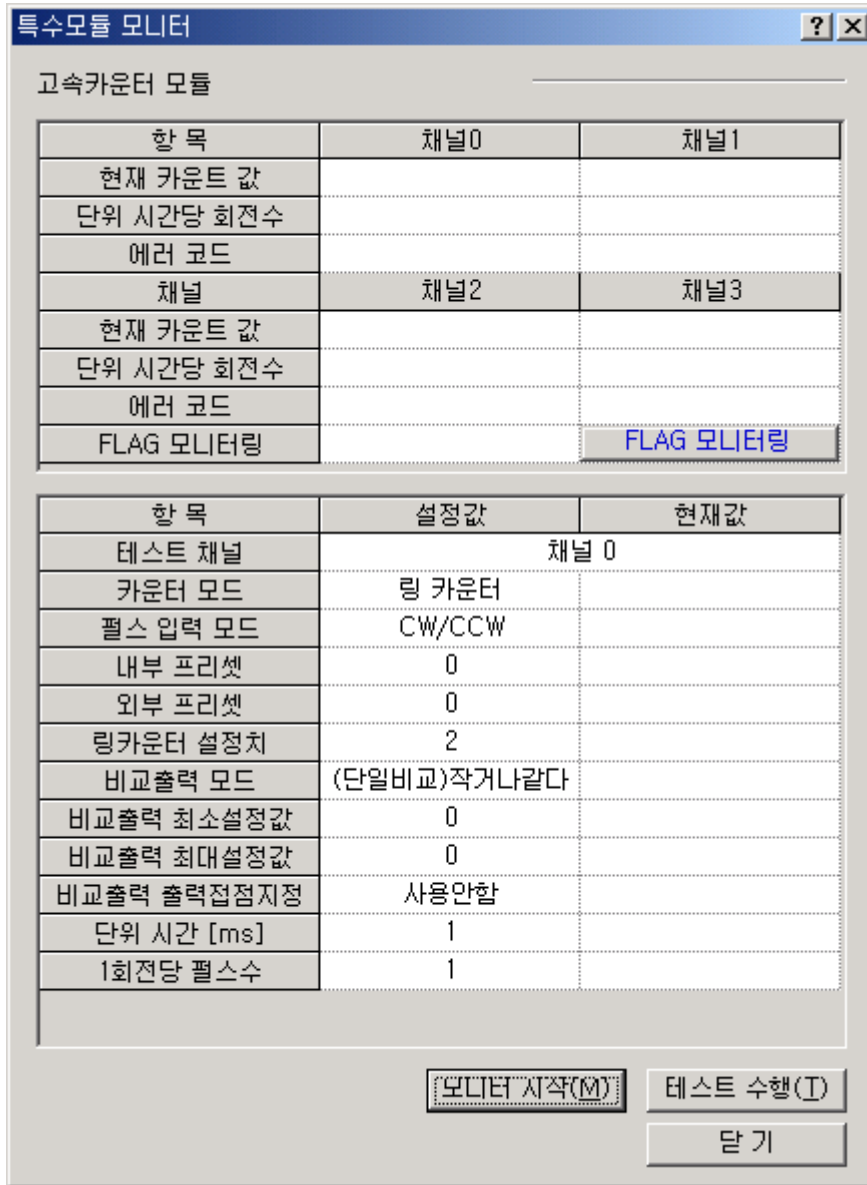 특수모듈 모니터
고속카운터 모듈
항 목 채널0 채널1
현재 카운트 값
단위 시간당 회전수
에러 코드
채널 채널2 채널3
현재 카운트 값
단위 시간당 회전수
에러 코드
FLAG 모니터링 FLAG 모니터링
항 목 설정값 현재값
테스트 채널 채널 0
카운터 모드 링 카운터
펄스 입력 모드 CW/CCW
내부 프리셋 0
외부 프리셋 0
링카운터 설정치 2
비교출력 모드 (단일비교)작거나같다
비교출력 최소설정값 0
비교출력 최대설정값 0
비교출력 출력접점지정 사용안함
단위 시간 [ms] 1
1회전당 펄스수 1
모니터 시작(M) 테스트 수행(T)
닫 기